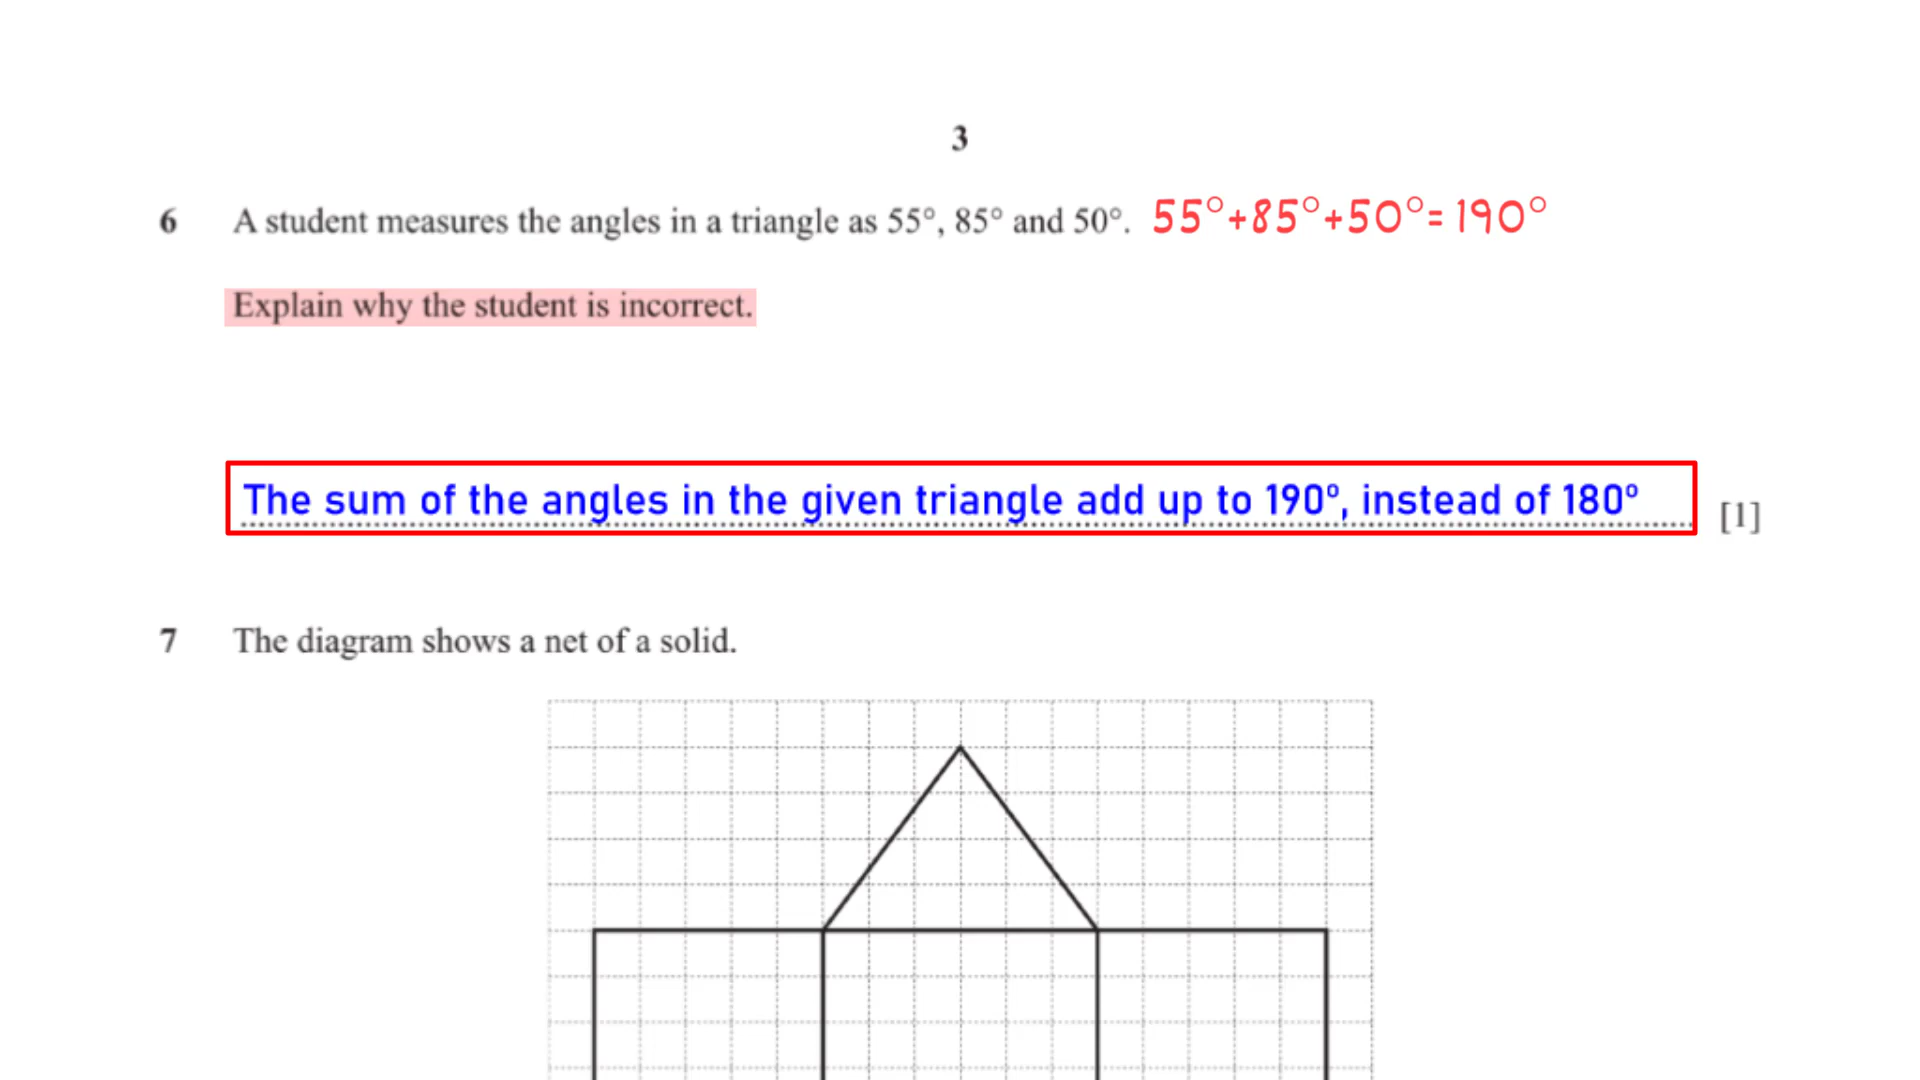 3
6 A student measures the angles in a triangle as 55°, 85° and 50°. 55°+85°+50°= 190°
Explain why the student is incorrect.
The sum of the angles in the given triangle add up to 190º, instead of 180º [1]
7 The diagram shows a net of a solid.